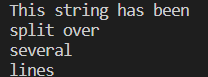 This string has been
split over
several
lines